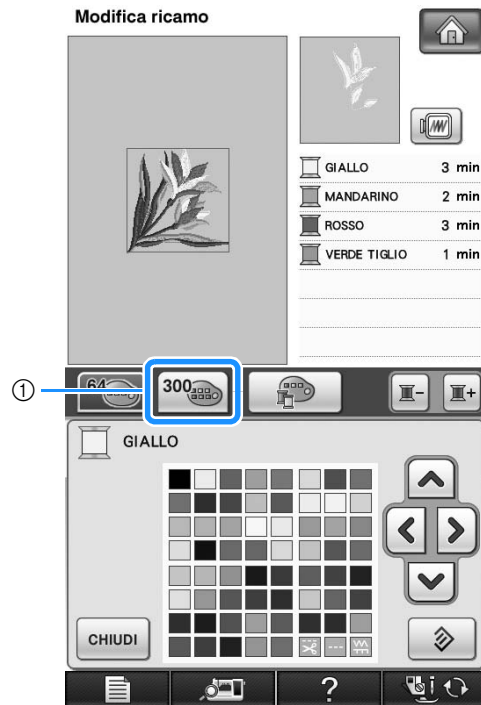 Modifica ricamo
GIALLO 3 min
MANDARINO 2 min
ROSSO 3 min
VERDE TIGLIO 1 min
① 64 300
GIALLO
CHIUDI
?